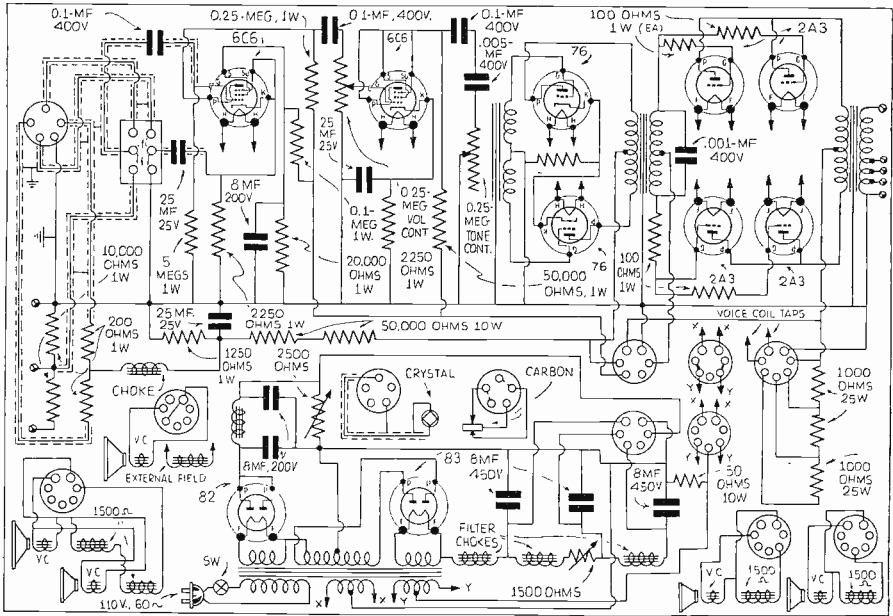 0.1-MF
400V
0.25-MEG, 1W
6C6
0.1-MF, 400V.
6C6
0.1-MF
400V
.005-
MF
400V
76
100 OHMS
1W (EA)
2A3
.001-MF
400V
25
MF
25V
8MF
200V
25
MF
25V
0.1-
MEG
1W.
0.25-
MEG
VOL
CONT.
0.25-
MEG
TONE
CONT.
76
100
OHMS
1W
2A3
2A3
10,000
OHMS
1W
5
MEGS
1W
20,000
OHMS
1W
2250
OHMS
1W
50,000
OHMS, 1W
200
OHMS
1W
25MF.
25V
2250
OHMS 1W
50,000 OHMS 10W
VOICE COIL TAPS
CHOKE
1250
OHMS
1W
2500
OHMS
CRYSTAL
CARBON
X X
Y Y
X X
Y Y
1000
OHMS
25W
VC
EXTERNAL FIELD
8MF, 200V
82
83
8MF
450V
8MF
450V
50
OHMS
10W
1000
OHMS
25W
1500Ω
VC
VC
SW
110V, 60~
FILTER
CHOKES
X X Y
1500 OHMS
VC
1500
Ω
VC
1500
Ω